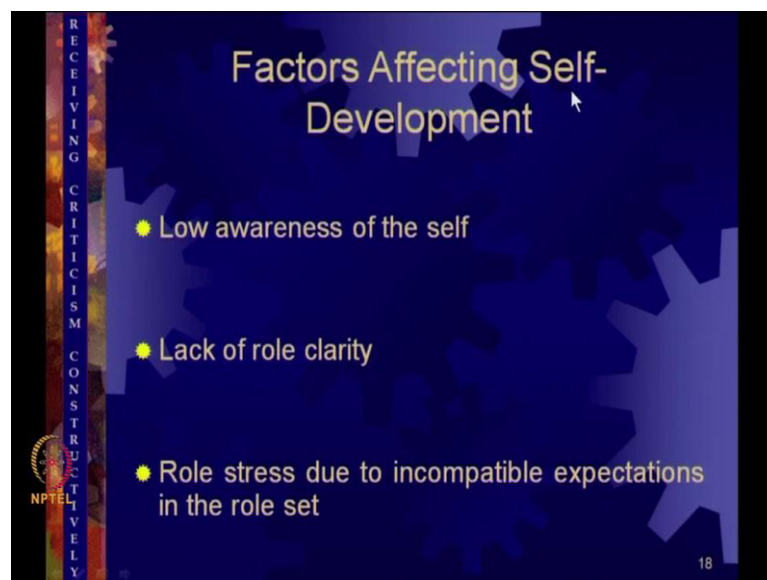 RECEIVING CRITICISM CONSTRUCTIVELY
Factors Affecting Self-
Development
Low awareness of the self
Lack of role clarity
Role stress due to incompatible expectations
in the role set
NPTEL
18